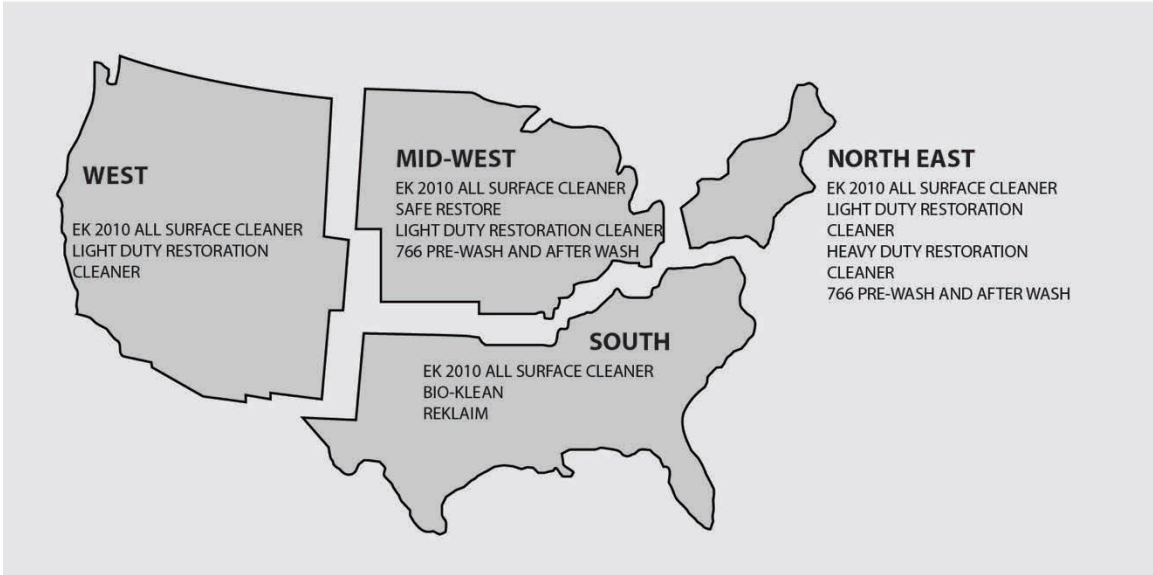 WEST
EK 2010 ALL SURFACE CLEANER
LIGHT DUTY RESTORATION
CLEANER
MID-WEST
EK 2010 ALL SURFACE CLEANER
SAFE RESTORE
LIGHT DUTY RESTORATION CLEANER
766 PRE-WASH AND AFTER WASH
NORTH EAST
EK 2010 ALL SURFACE CLEANER
LIGHT DUTY RESTORATION
CLEANER
HEAVY DUTY RESTORATION
CLEANER
766 PRE-WASH AND AFTER WASH
SOUTH
EK 2010 ALL SURFACE CLEANER
BIO-KLEAN
REKLAIM